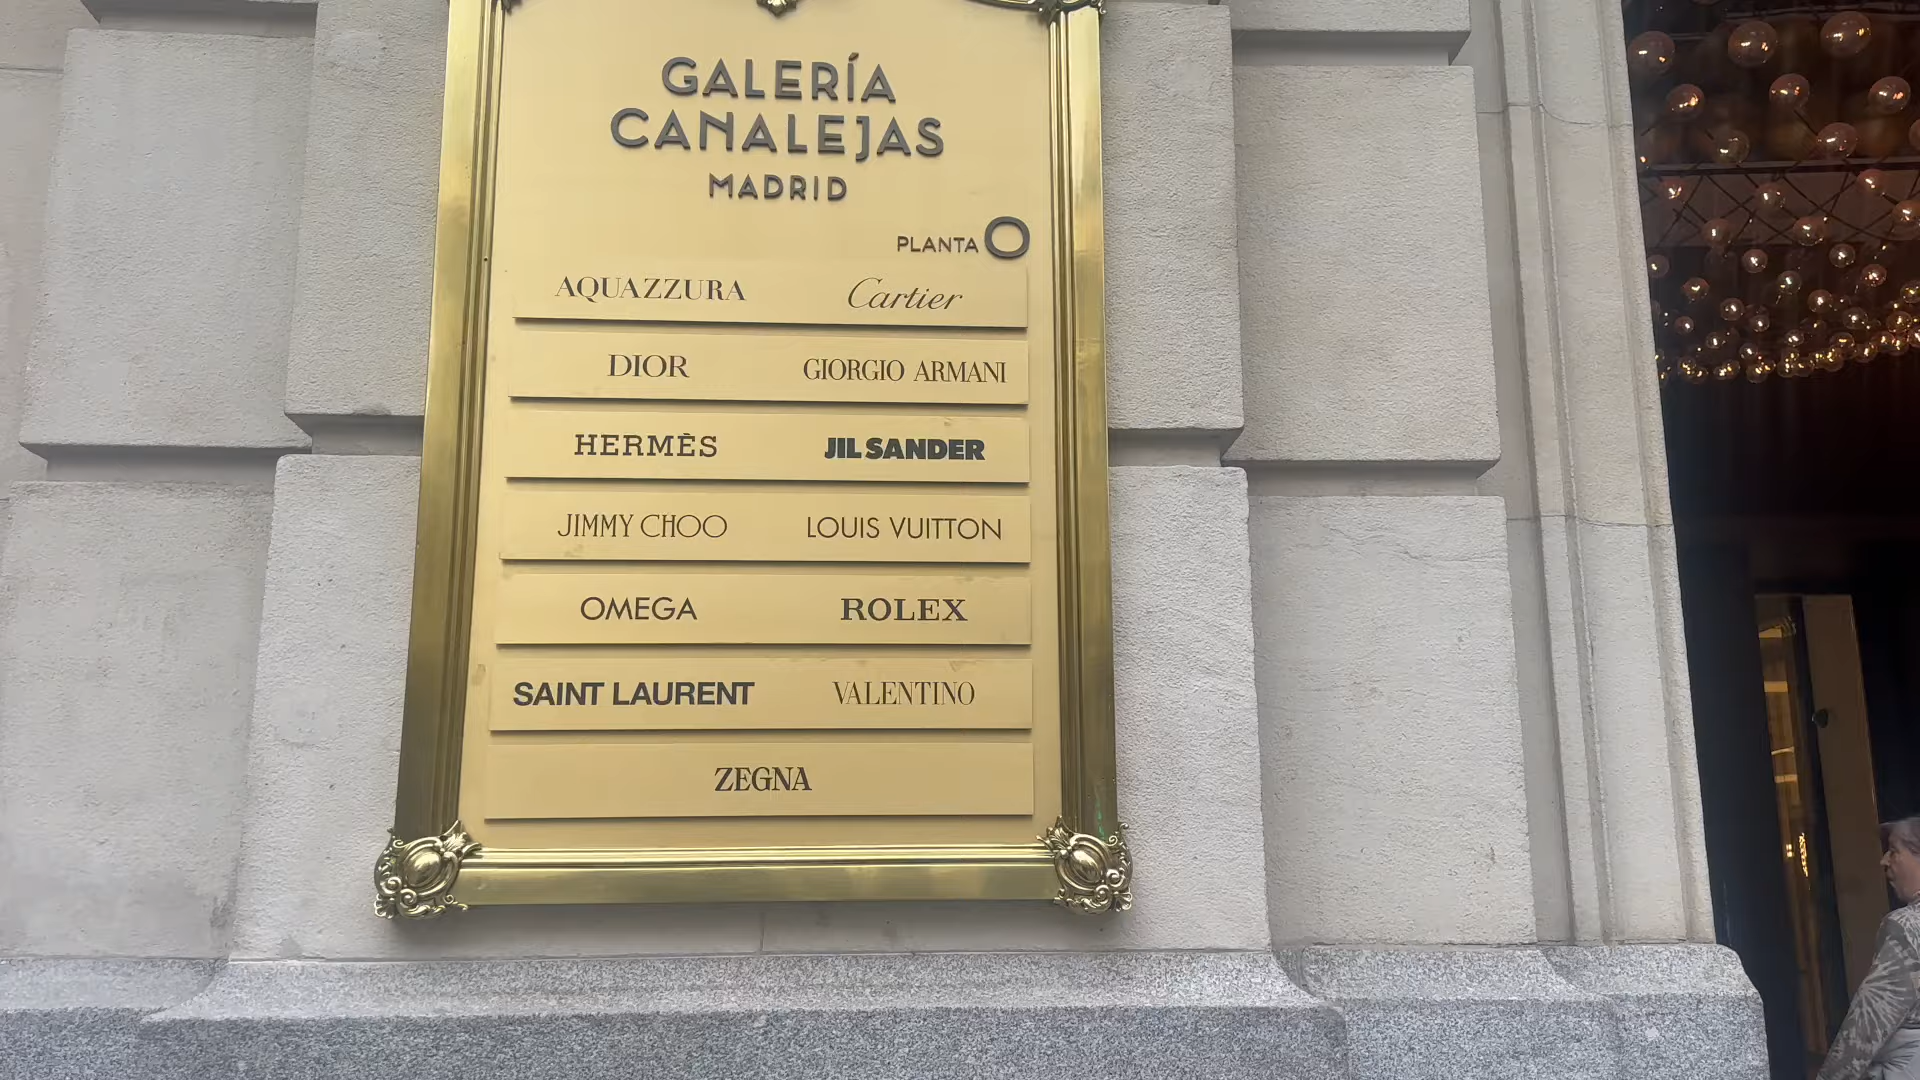 GALERÍA
CANALEJAS
MADRID
PLANTA 0
AQUAZZURA Cartier
DIOR GIORGIO ARMANI
HERMÈS JIL SANDER
JIMMY CHOO LOUIS VUITTON
OMEGA ROLEX
SAINT LAURENT VALENTINO
ZEGNA